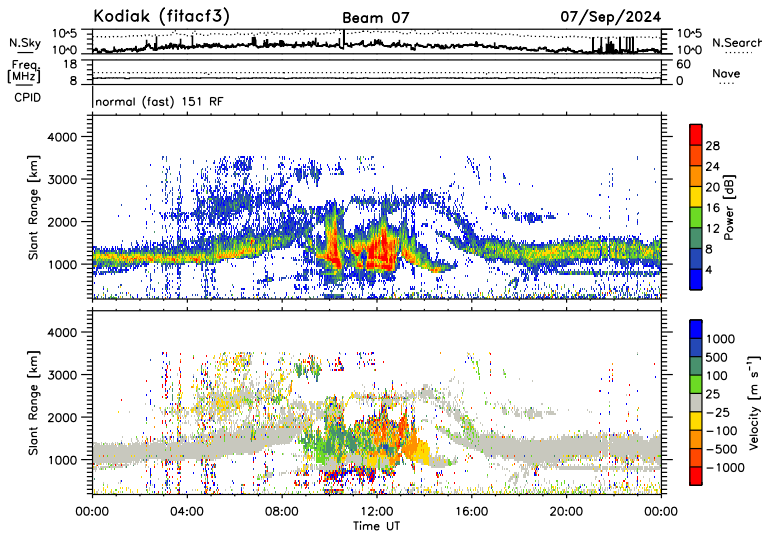 Kodiak (fitacf3) Beam 07 07/Sep/2024
N.Sky 10±5 10±0 10±5 10±0 N.Search
Freq. [MHz] 18 8 60 0 Nave
CPID normal (fast) 151 RF
Slant Range [km] 4000 3000 2000 1000
Power [dB] 28 24 20 16 12 8 4
Slant Range [km] 4000 3000 2000 1000
Velocity [m s⁻¹] 1000 500 100 25 −25 −100 −500 −1000
00:00 04:00 08:00 12:00 16:00 20:00 00:00
Time UT